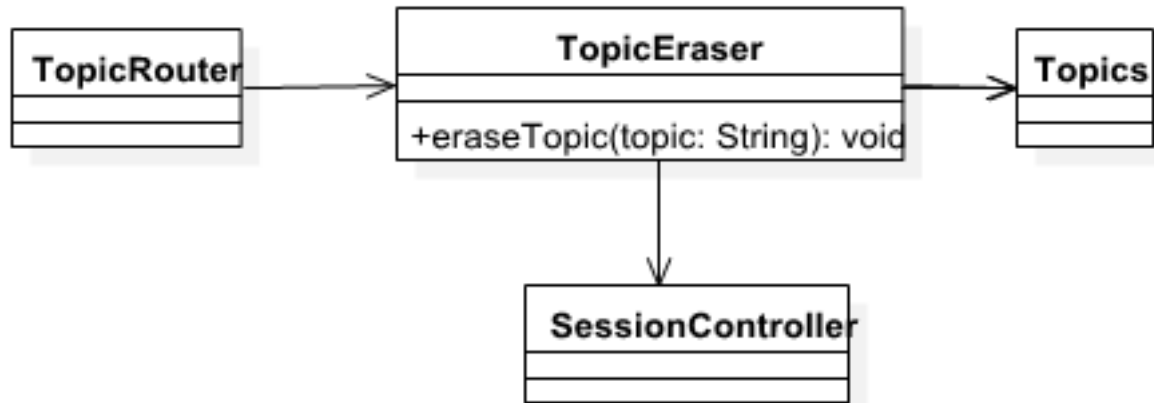 TopicRouter
TopicEraser
+eraseTopic(topic: String): void
Topics
SessionController